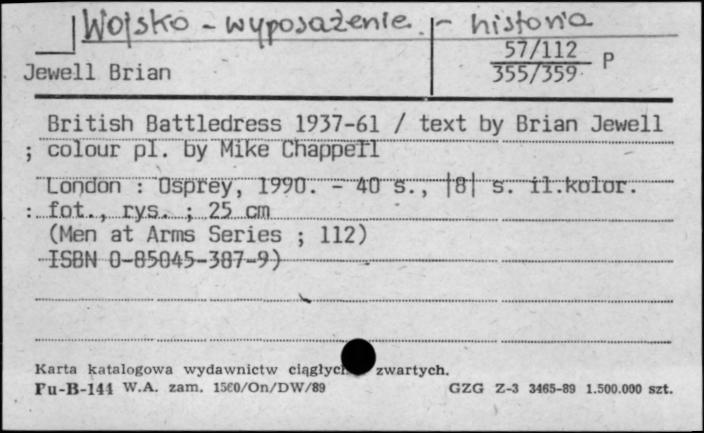 Wojsko - wyposażenie - historia
57/112 P
Jewell Brian
355/359
British Battledress 1937-61 / text by Brian Jewell
; colour pl. by Mike Chappell
London : Osprey, 1990. - 40 s., |8| s. il.kolor.
: fot., rys. ; 25 cm
(Men at Arms Series ; 112)
ISBN 0-85045-387-9)
Karta katalogowa wydawnictw zwartych.
Fu-B-144 W.A. zam. 1560/On/DW/89 GZG Z-3 3465-89 1.500.000 szt.